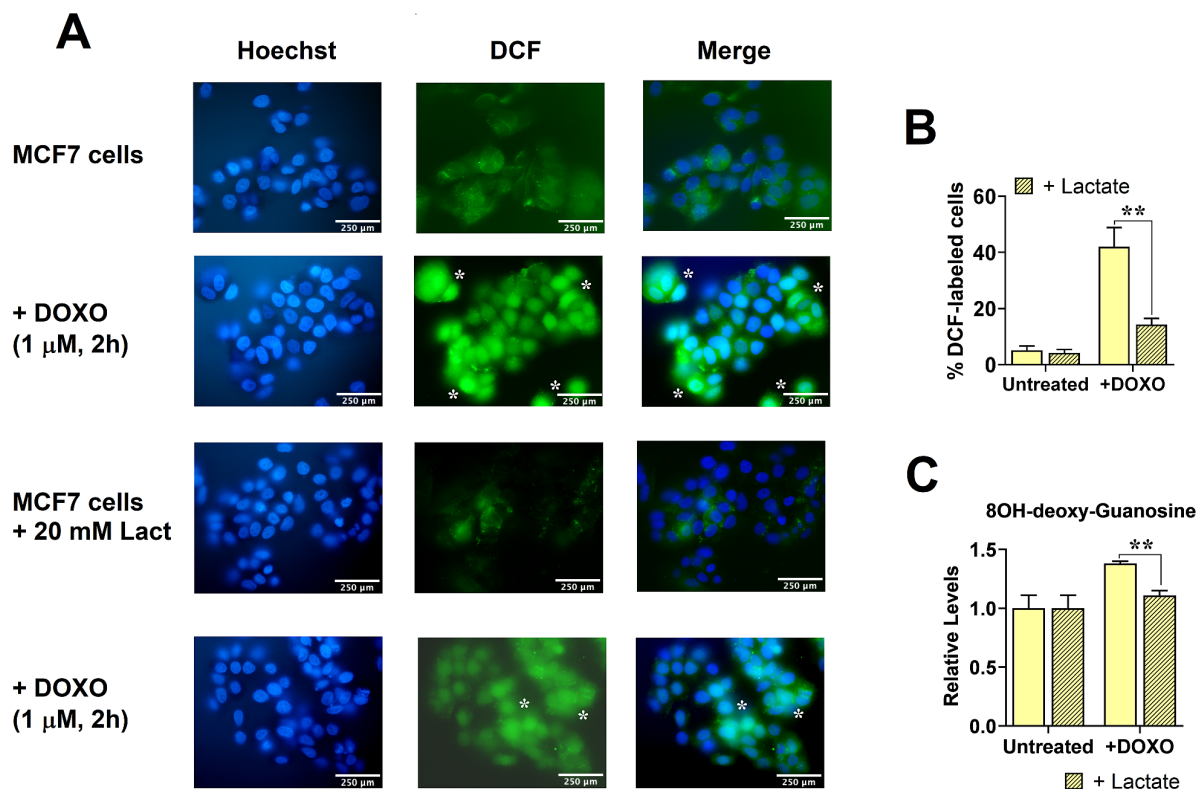 A
Hoechst DCF Merge
MCF7 cells
250 µm 250 µm 250 µm
+ DOXO
(1 µM, 2h)
* * * *
* * * *
250 µm 250 µm 250 µm
MCF7 cells
+ 20 mM Lact
250 µm 250 µm 250 µm
+ DOXO
(1 µM, 2h)
* * * *
250 µm 250 µm 250 µm
B
+ Lactate
% DCF-labeled cells
60
40
20
0
**
Untreated +DOXO
C
8OH-deoxy-Guanosine
Relative Levels
1.5
1.0
0.5
0.0
**
Untreated +DOXO
+ Lactate